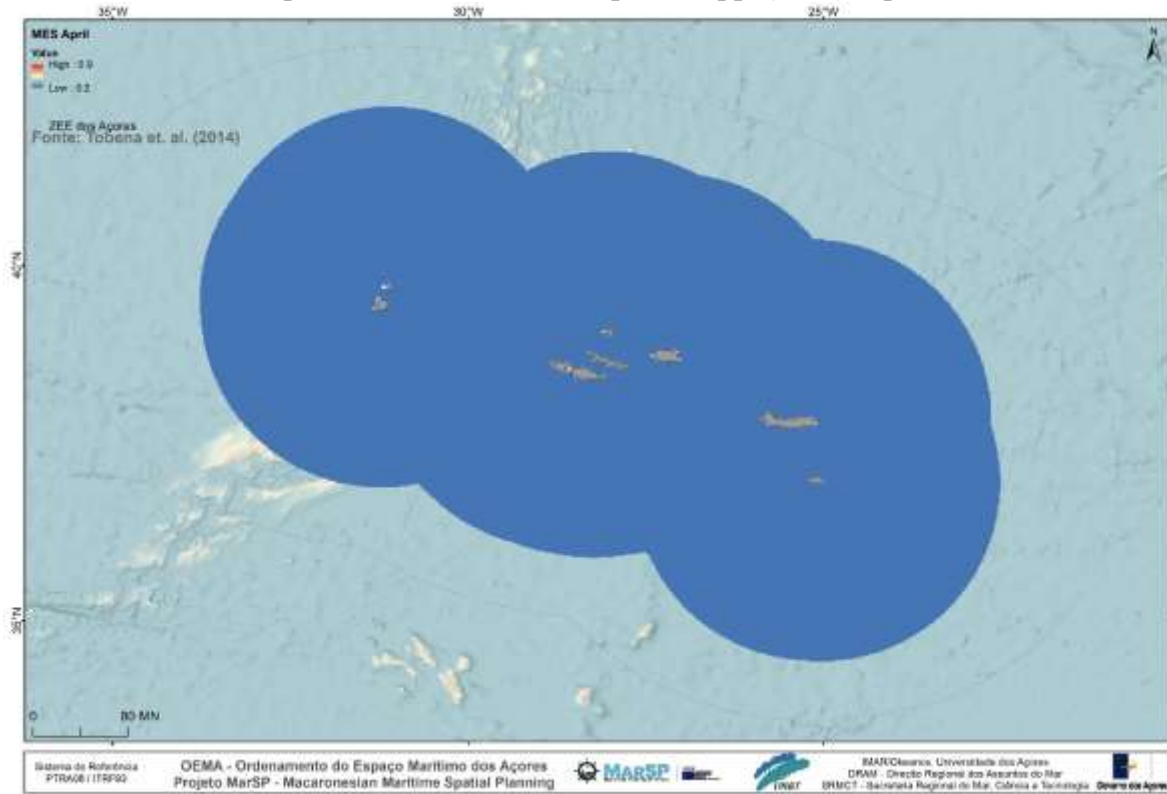 35°W
30°W
25°W
MES April
Value
High : 0.9
Low : 0.2
ZEE dos Açores
Fonte: Tobena et. al. (2014)
N
40°N
35°N
0 80 MN
Sistema de Referência
PTRA08 / ITRF93
OEMA - Ordenamento do Espaço Marítimo dos Açores
Projeto MarSP - Macaronesian Maritime Spatial Planning
MARSP
IMAR/Okeanos, Universidade dos Açores
DRAM - Direção Regional dos Assuntos do Mar
SRMCT - Secretaria Regional do Mar, Ciência e Tecnologia
Governo dos Açores